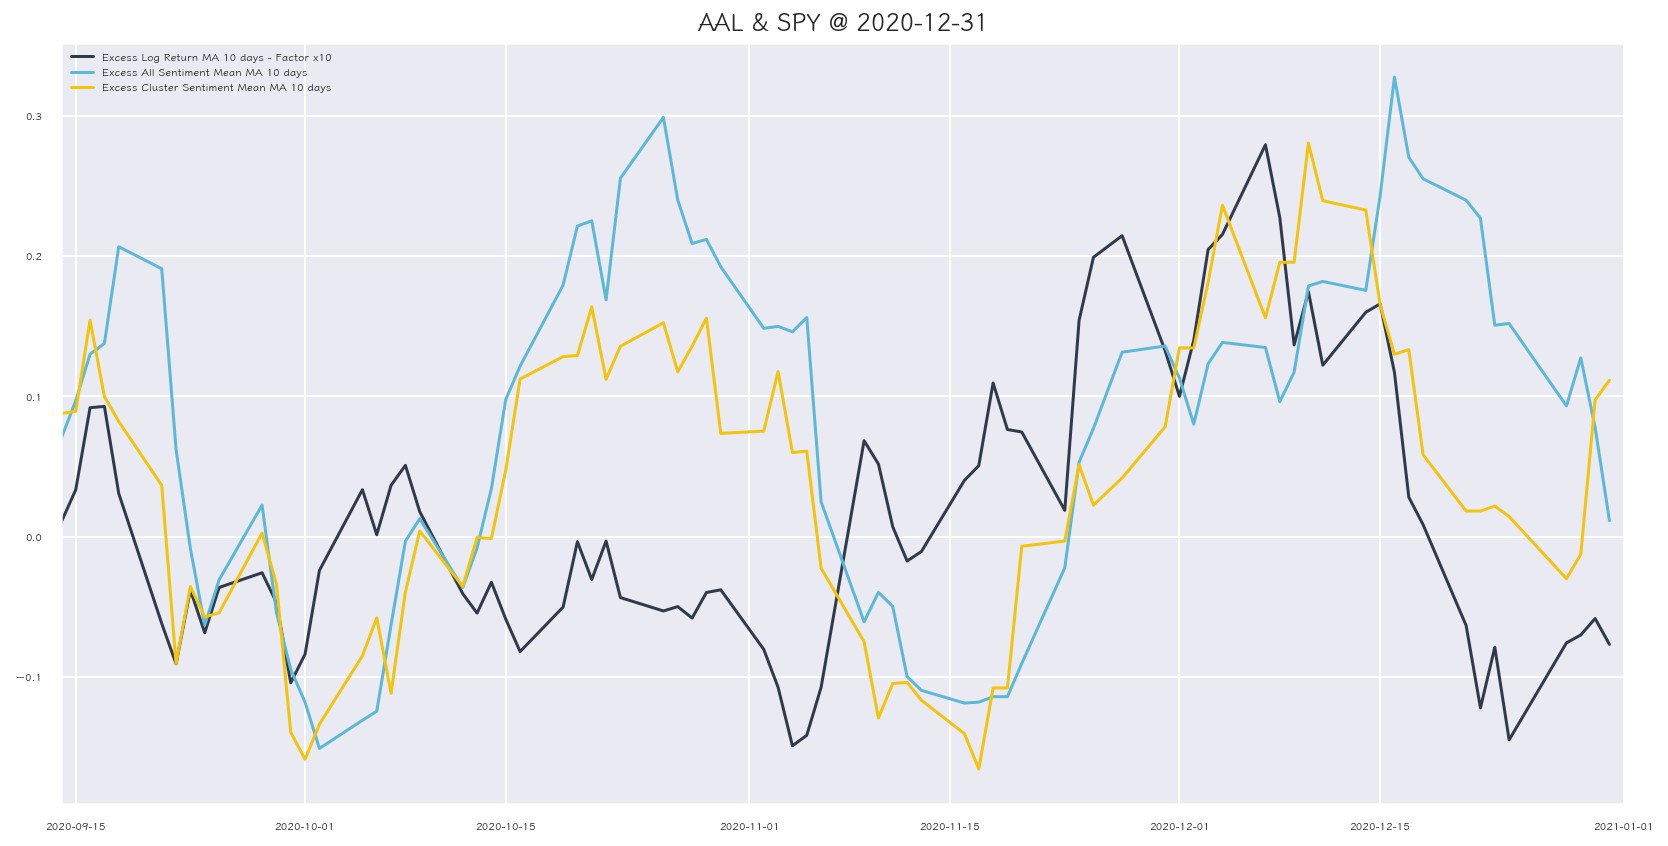 AAL & SPY @ 2020-12-31
Excess Log Return MA 10 days - Factor x10
Excess All Sentiment Mean MA 10 days
Excess Cluster Sentiment Mean MA 10 days
0.3
0.2
0.1
0.0
−0.1
2020-09-15 2020-10-01 2020-10-15 2020-11-01 2020-11-15 2020-12-01 2020-12-15 2021-01-01